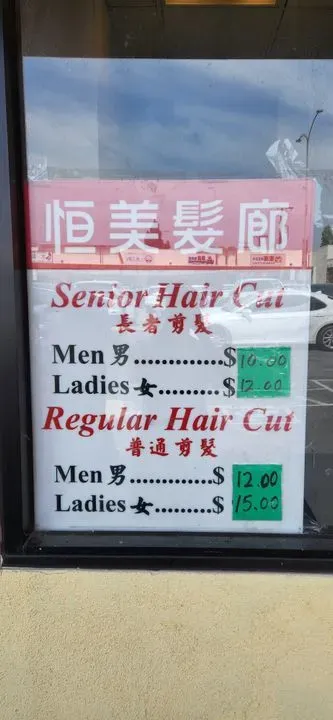 恒美髮廊
Senior Hair Cut
長者剪髮
Men 男.............$ 10.00
Ladies 女.........$ 12.00
Regular Hair Cut
普通剪髮
Men 男............$ 12.00
Ladies 女.........$ 15.00